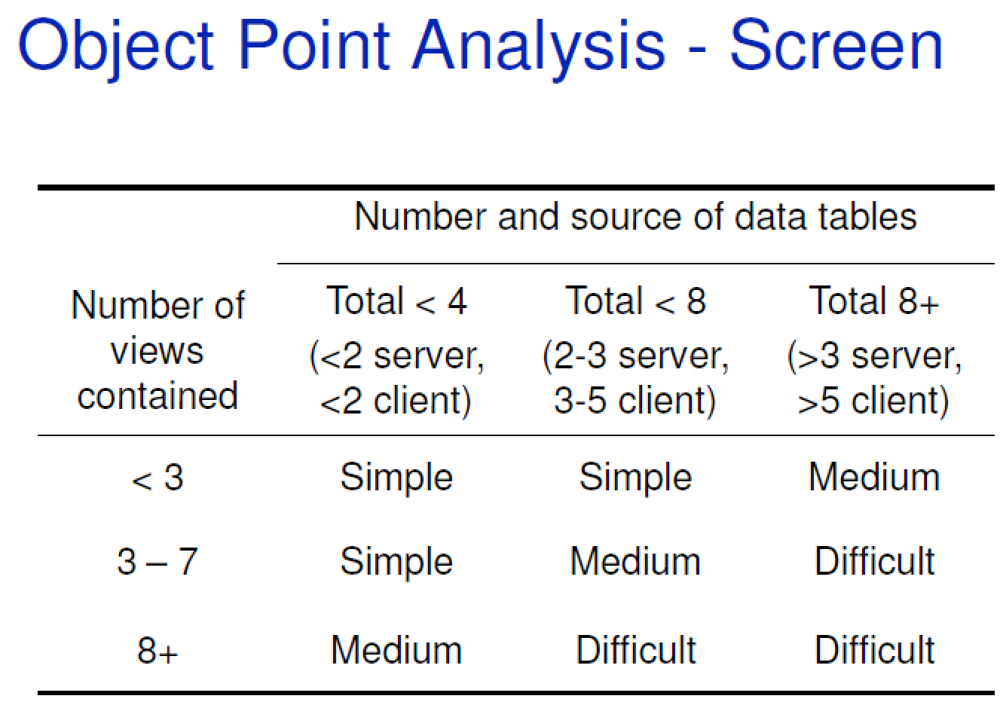 Object Point Analysis - Screen
Number and source of data tables
Number of views contained
Total < 4 (<2 server, <2 client)
Total < 8 (2-3 server, 3-5 client)
Total 8+ (>3 server, >5 client)
< 3 Simple Simple Medium
3 – 7 Simple Medium Difficult
8+ Medium Difficult Difficult